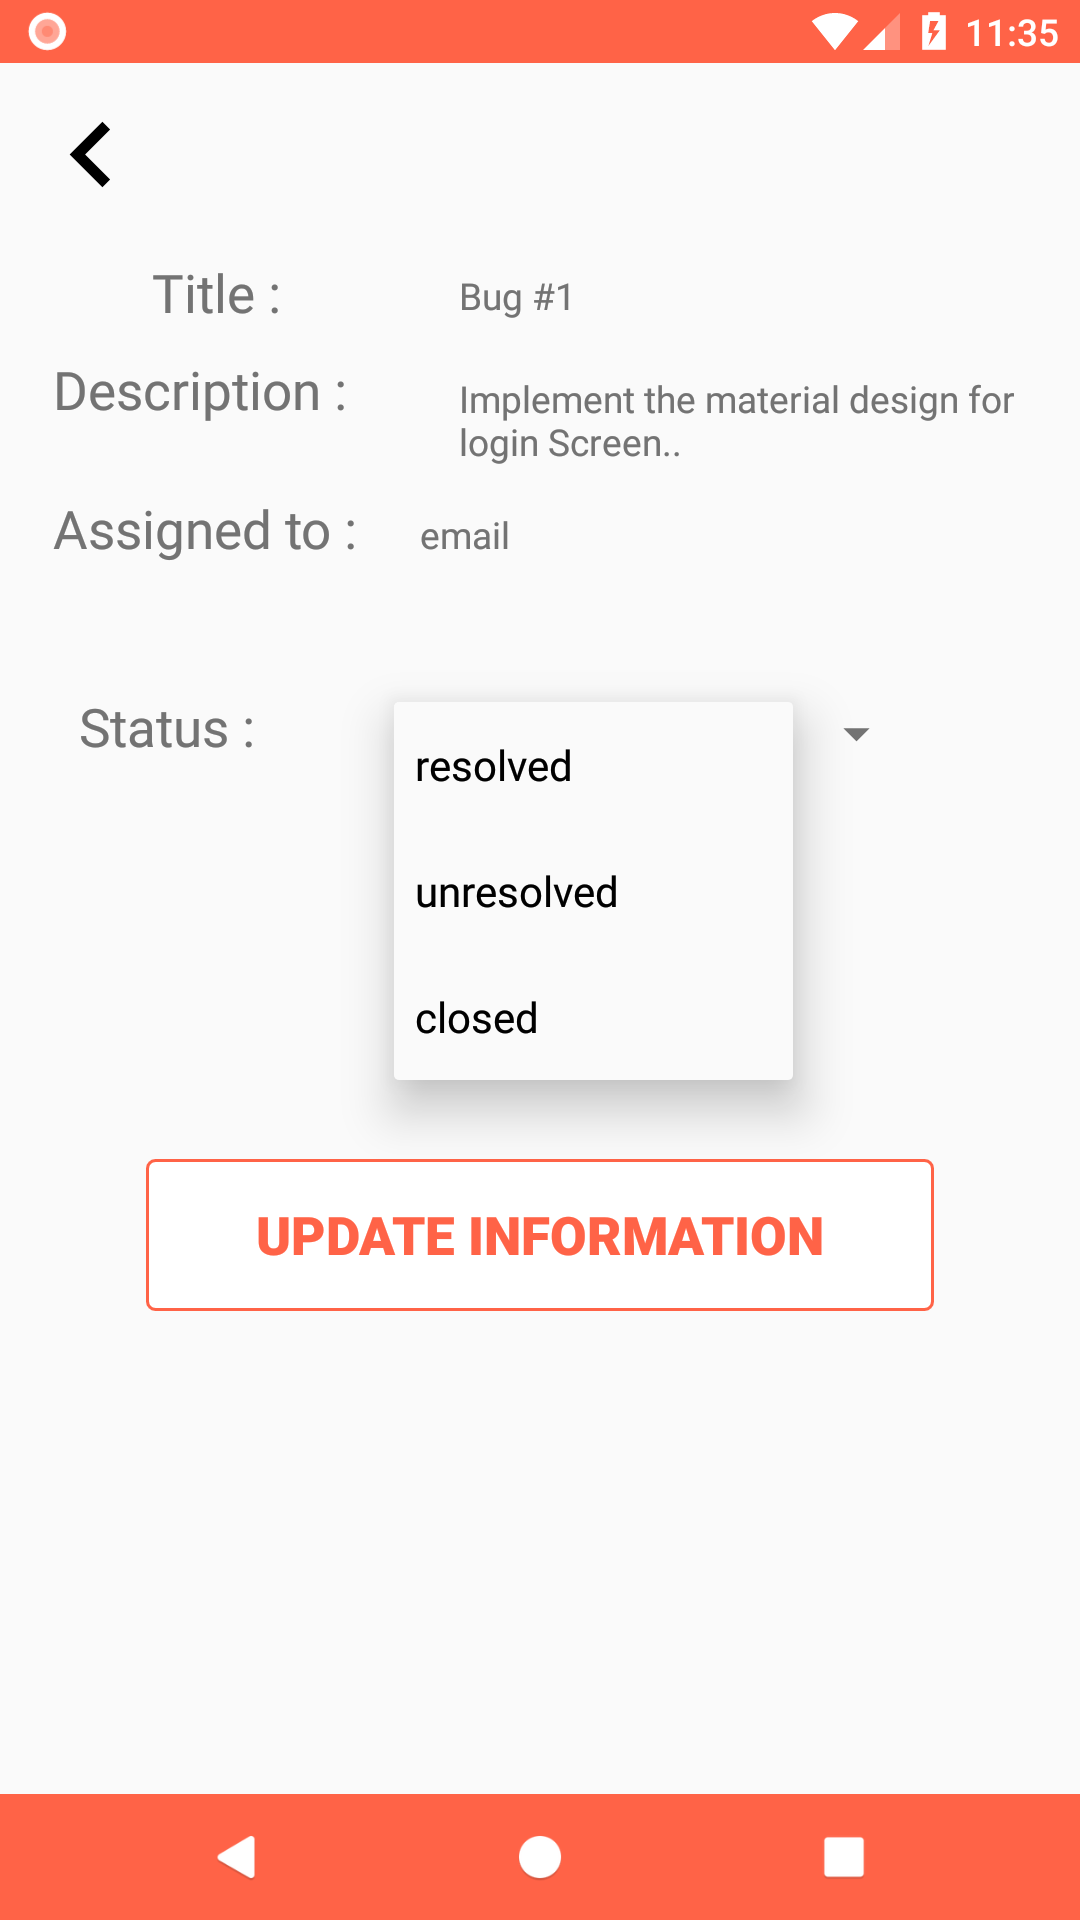 11:35
Title :
Bug #1
Description :
Implement the material design for
login Screen..
Assigned to :
email
Status :
resolved
unresolved
closed
UPDATE INFORMATION